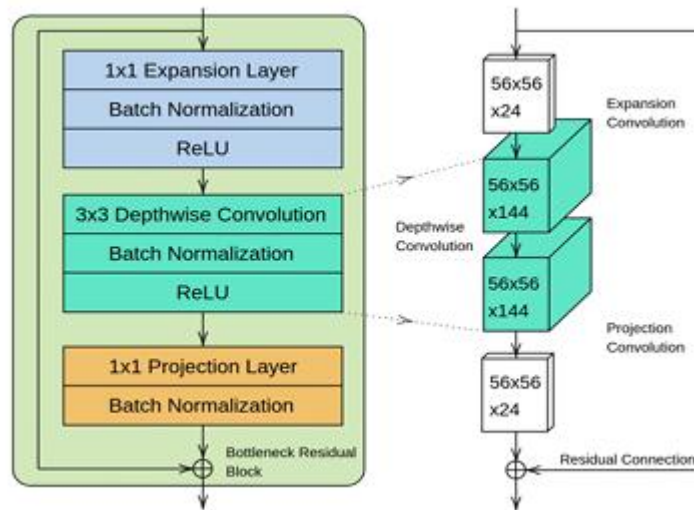 1x1 Expansion Layer
Batch Normalization
ReLU
3x3 Depthwise Convolution
Batch Normalization
ReLU
1x1 Projection Layer
Batch Normalization
Bottleneck Residual
Block
56x56
x24
Expansion
Convolution
56x56
x144
Depthwise
Convolution
56x56
x144
Projection
Convolution
56x56
x24
Residual Connection